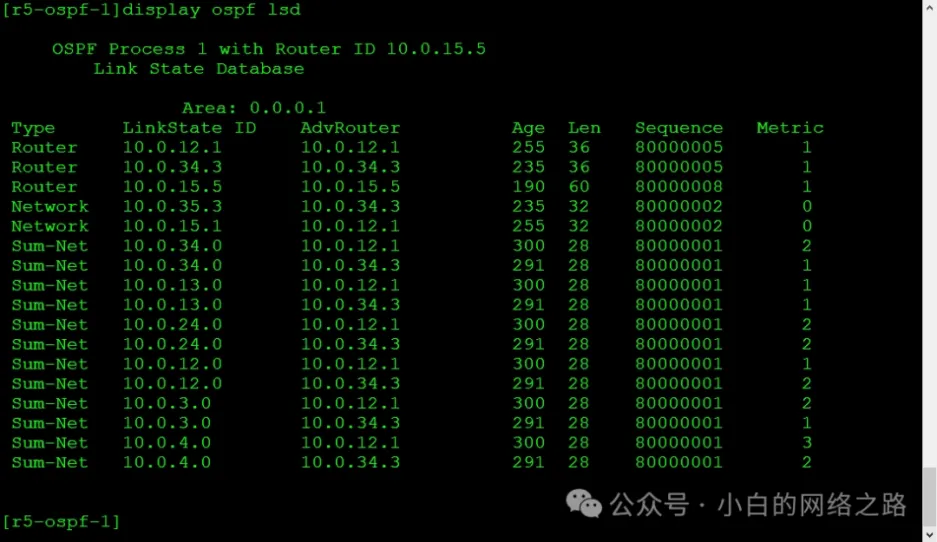 [r5-ospf-1]display ospf lsd
OSPF Process 1 with Router ID 10.0.15.5
Link State Database
Area: 0.0.0.1
Type LinkState ID AdvRouter Age Len Sequence Metric
Router 10.0.12.1 10.0.12.1 255 36 80000005 1
Router 10.0.34.3 10.0.34.3 235 36 80000005 1
Router 10.0.15.5 10.0.15.5 190 60 80000008 1
Network 10.0.35.3 10.0.34.3 235 32 80000002 0
Network 10.0.15.1 10.0.12.1 255 32 80000002 0
Sum-Net 10.0.34.0 10.0.12.1 300 28 80000001 2
Sum-Net 10.0.34.0 10.0.34.3 291 28 80000001 1
Sum-Net 10.0.13.0 10.0.12.1 300 28 80000001 1
Sum-Net 10.0.13.0 10.0.34.3 291 28 80000001 1
Sum-Net 10.0.24.0 10.0.12.1 300 28 80000001 2
Sum-Net 10.0.24.0 10.0.34.3 291 28 80000001 2
Sum-Net 10.0.12.0 10.0.12.1 300 28 80000001 1
Sum-Net 10.0.12.0 10.0.34.3 291 28 80000001 2
Sum-Net 10.0.3.0 10.0.12.1 300 28 80000001 2
Sum-Net 10.0.3.0 10.0.34.3 291 28 80000001 1
Sum-Net 10.0.4.0 10.0.12.1 300 28 80000001 3
Sum-Net 10.0.4.0 10.0.34.3 291 28 80000001 2
公众号·小白的网络之路
[r5-ospf-1]